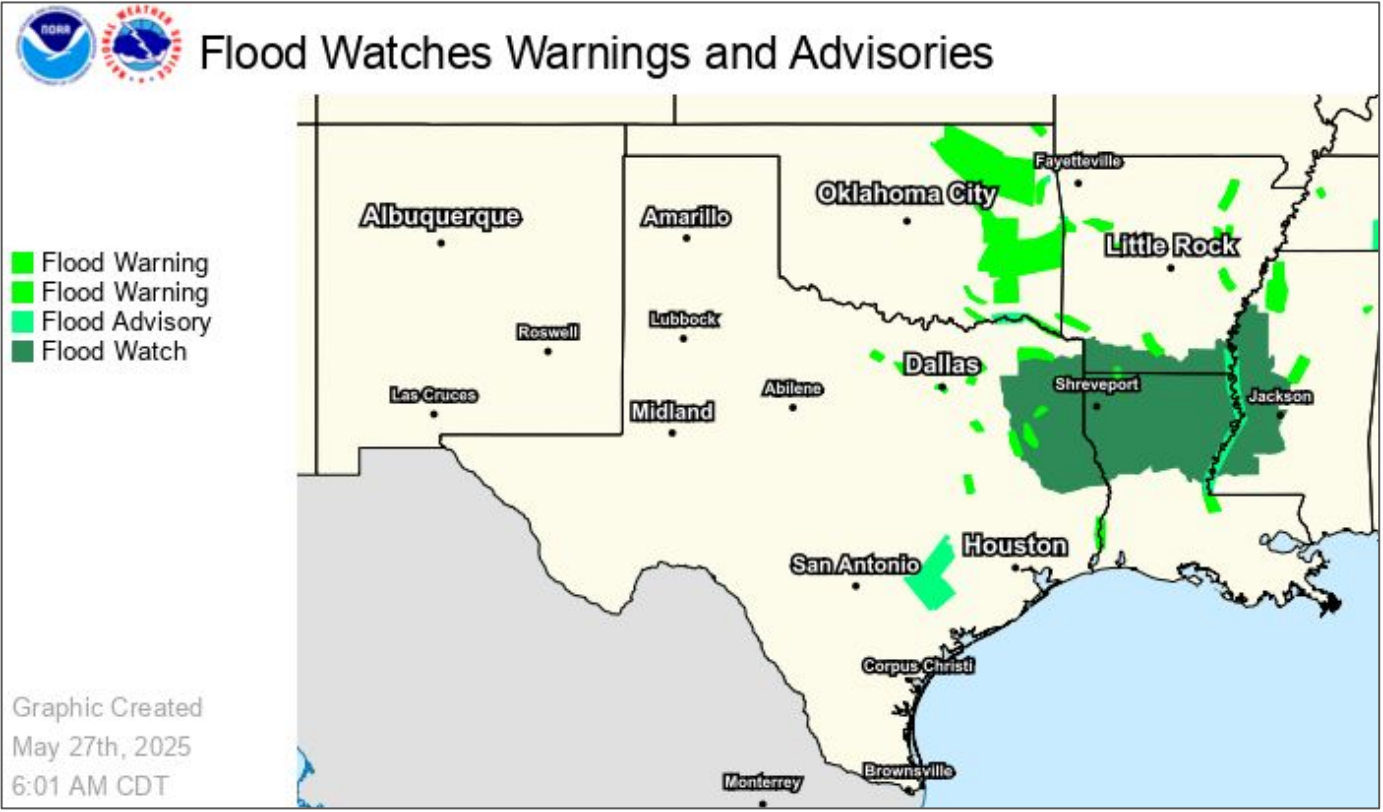 NOAA
NATIONAL WEATHER SERVICE
Flood Watches Warnings and Advisories
Fayetteville
Oklahoma City
Albuquerque
Amarillo
Little Rock
Flood Warning
Flood Warning
Flood Advisory
Flood Watch
Lubbock
Roswell
Dallas
Shreveport
Abilene
Las Cruces
Jackson
Midland
Houston
San Antonio
Corpus Christi
Graphic Created
May 27th, 2025
6:01 AM CDT
Brownsville
Monterrey